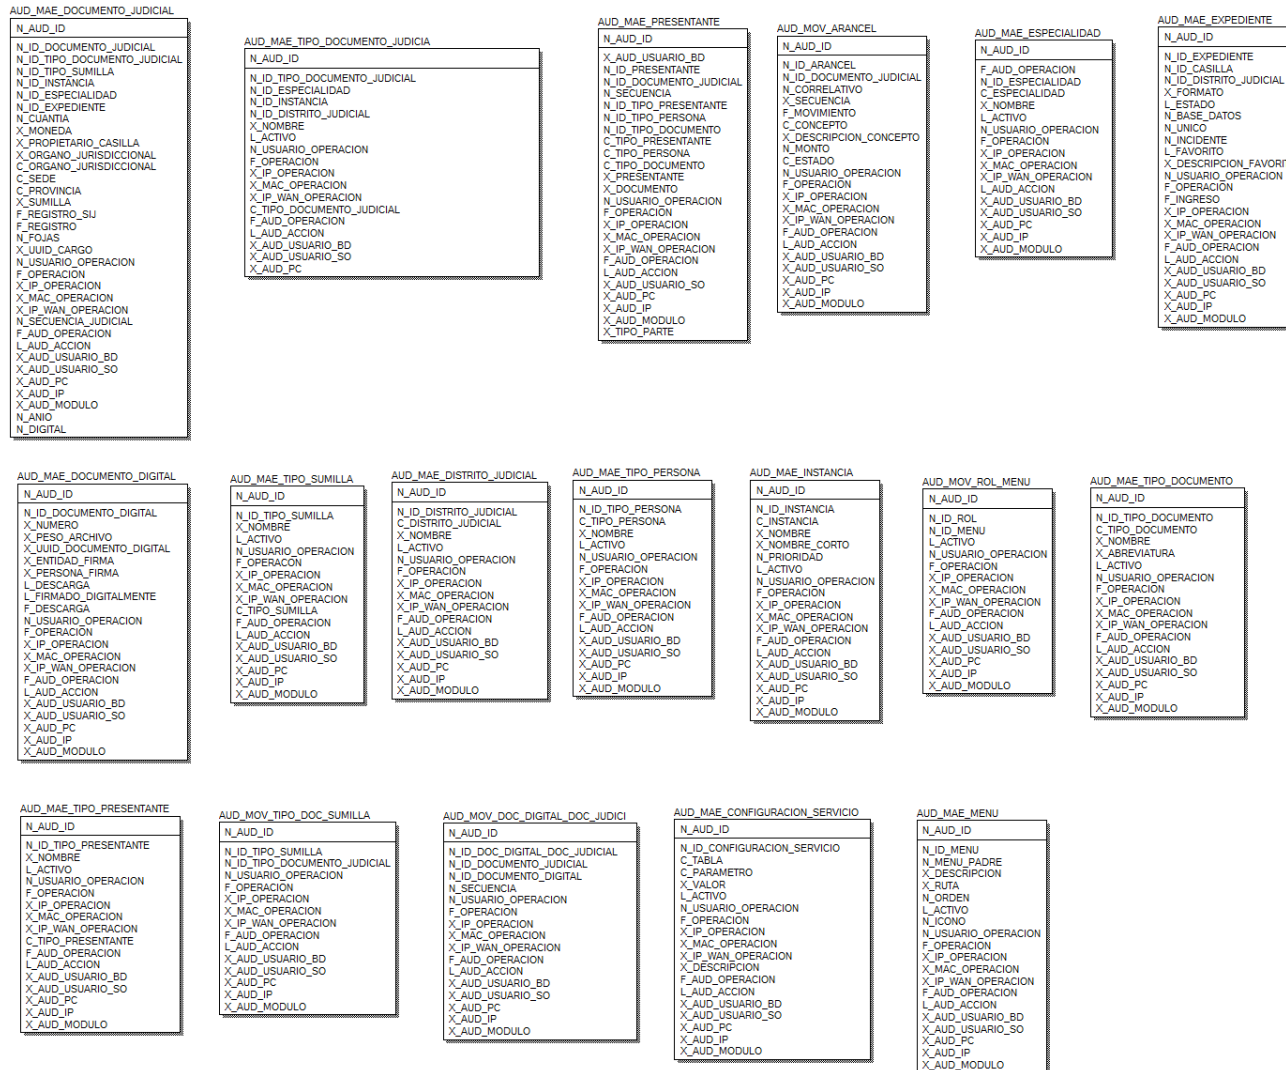 AUD_MAE_DOCUMENTO_JUDICIAL
N_AUD_ID
N_ID_DOCUMENTO_JUDICIAL
N_ID_TIPO_DOCUMENTO_JUDICIAL
N_ID_TIPO_SUMILLA
N_ID_INSTANCIA
N_ID_ESPECIALIDAD
N_ID_EXPEDIENTE
N_CUANTIA
X_MONEDA
X_PROPIETARIO_CASILLA
X_ORGANO_JURISDICCIONAL
C_ORGANO_JURISDICCIONAL
C_SEDE
C_PROVINCIA
X_SUMILLA
F_REGISTRO_SIJ
F_REGISTRO
N_FOJAS
X_UUID_CARGO
N_USUARIO_OPERACION
F_OPERACION
X_IP_OPERACION
X_MAC_OPERACION
X_IP_WAN_OPERACION
N_SECUENCIA_JUDICIAL
F_AUD_OPERACION
L_AUD_ACCION
X_AUD_USUARIO_BD
X_AUD_USUARIO_SO
X_AUD_PC
X_AUD_IP
X_AUD_MODULO
N_ANIO
N_DIGITAL
AUD_MAE_TIPO_DOCUMENTO_JUDICIA
N_AUD_ID
N_ID_TIPO_DOCUMENTO_JUDICIAL
N_ID_ESPECIALIDAD
N_ID_INSTANCIA
N_ID_DISTRITO_JUDICIAL
X_NOMBRE
L_ACTIVO
N_USUARIO_OPERACION
F_OPERACION
X_IP_OPERACION
X_MAC_OPERACION
X_IP_WAN_OPERACION
C_TIPO_DOCUMENTO_JUDICIAL
F_AUD_OPERACION
L_AUD_ACCION
X_AUD_USUARIO_BD
X_AUD_USUARIO_SO
X_AUD_PC
AUD_MAE_PRESENTANTE
N_AUD_ID
X_AUD_USUARIO_BD
N_ID_PRESENTANTE
N_ID_DOCUMENTO_JUDICIAL
N_SECUENCIA
N_ID_TIPO_PRESENTANTE
N_ID_TIPO_PERSONA
N_ID_TIPO_DOCUMENTO
C_TIPO_PRESENTANTE
C_TIPO_PERSONA
C_TIPO_DOCUMENTO
X_PRESENTANTE
X_DOCUMENTO
N_USUARIO_OPERACION
F_OPERACION
X_IP_OPERACION
X_MAC_OPERACION
X_IP_WAN_OPERACION
F_AUD_OPERACION
L_AUD_ACCION
X_AUD_USUARIO_SO
X_AUD_PC
X_AUD_IP
X_AUD_MODULO
X_TIPO_PARTE
AUD_MOV_ARANCEL
N_AUD_ID
N_ID_ARANCEL
N_ID_DOCUMENTO_JUDICIAL
N_CORRELATIVO
X_SECUENCIA
F_MOVIMIENTO
C_CONCEPTO
X_DESCRIPCION_CONCEPTO
N_MONTO
C_ESTADO
N_USUARIO_OPERACION
F_OPERACION
X_IP_OPERACION
X_MAC_OPERACION
X_IP_WAN_OPERACION
F_AUD_OPERACION
L_AUD_ACCION
X_AUD_USUARIO_BD
X_AUD_USUARIO_SO
X_AUD_PC
X_AUD_IP
X_AUD_MODULO
AUD_MAE_ESPECIALIDAD
N_AUD_ID
F_AUD_OPERACION
N_ID_ESPECIALIDAD
C_ESPECIALIDAD
X_NOMBRE
L_ACTIVO
N_USUARIO_OPERACION
F_OPERACION
X_IP_OPERACION
X_MAC_OPERACION
X_IP_WAN_OPERACION
L_AUD_ACCION
X_AUD_USUARIO_BD
X_AUD_USUARIO_SO
X_AUD_PC
X_AUD_IP
X_AUD_MODULO
AUD_MAE_EXPEDIENTE
N_AUD_ID
N_ID_EXPEDIENTE
N_ID_CASILLA
N_ID_DISTRITO_JUDICIAL
X_FORMATO
L_ESTADO
N_BASE_DATOS
N_UNICO
N_INCIDENTE
L_FAVORITO
X_DESCRIPCION_FAVORI
N_USUARIO_OPERACION
F_OPERACION
F_INGRESO
X_IP_OPERACION
X_MAC_OPERACION
X_IP_WAN_OPERACION
F_AUD_OPERACION
L_AUD_ACCION
X_AUD_USUARIO_BD
X_AUD_USUARIO_SO
X_AUD_PC
X_AUD_IP
X_AUD_MODULO
AUD_MAE_DOCUMENTO_DIGITAL
N_AUD_ID
N_ID_DOCUMENTO_DIGITAL
X_NUMERO
X_PESO_ARCHIVO
X_UUID_DOCUMENTO_DIGITAL
X_ENTIDAD_FIRMA
X_PERSONA_FIRMA
L_DESCARGA
L_FIRMADO_DIGITALMENTE
F_DESCARGA
N_USUARIO_OPERACION
F_OPERACION
X_IP_OPERACION
X_MAC_OPERACION
X_IP_WAN_OPERACION
F_AUD_OPERACION
L_AUD_ACCION
X_AUD_USUARIO_BD
X_AUD_USUARIO_SO
X_AUD_PC
X_AUD_IP
X_AUD_MODULO
AUD_MAE_TIPO_SUMILLA
N_AUD_ID
N_ID_TIPO_SUMILLA
X_NOMBRE
L_ACTIVO
N_USUARIO_OPERACION
F_OPERACON
X_IP_OPERACION
X_MAC_OPERACION
X_IP_WAN_OPERACION
C_TIPO_SUMILLA
F_AUD_OPERACION
L_AUD_ACCION
X_AUD_USUARIO_BD
X_AUD_USUARIO_SO
X_AUD_PC
X_AUD_IP
X_AUD_MODULO
AUD_MAE_DISTRITO_JUDICIAL
N_AUD_ID
N_ID_DISTRITO_JUDICIAL
C_DISTRITO_JUDICIAL
X_NOMBRE
L_ACTIVO
N_USUARIO_OPERACION
F_OPERACION
X_IP_OPERACION
X_MAC_OPERACION
X_IP_WAN_OPERACION
F_AUD_OPERACION
L_AUD_ACCION
X_AUD_USUARIO_BD
X_AUD_USUARIO_SO
X_AUD_PC
X_AUD_IP
X_AUD_MODULO
AUD_MAE_TIPO_PERSONA
N_AUD_ID
N_ID_TIPO_PERSONA
C_TIPO_PERSONA
X_NOMBRE
L_ACTIVO
N_USUARIO_OPERACION
F_OPERACION
X_IP_OPERACION
X_MAC_OPERACION
X_IP_WAN_OPERACION
F_AUD_OPERACION
L_AUD_ACCION
X_AUD_USUARIO_BD
X_AUD_USUARIO_SO
X_AUD_PC
X_AUD_IP
X_AUD_MODULO
AUD_MAE_INSTANCIA
N_AUD_ID
N_ID_INSTANCIA
C_INSTANCIA
X_NOMBRE
X_NOMBRE_CORTO
N_PRIORIDAD
L_ACTIVO
N_USUARIO_OPERACION
F_OPERACION
X_IP_OPERACION
X_MAC_OPERACION
X_IP_WAN_OPERACION
F_AUD_OPERACION
L_AUD_ACCION
X_AUD_USUARIO_BD
X_AUD_USUARIO_SO
X_AUD_PC
X_AUD_IP
X_AUD_MODULO
AUD_MOV_ROL_MENU
N_AUD_ID
N_ID_ROL
N_ID_MENU
L_ACTIVO
N_USUARIO_OPERACION
F_OPERACION
X_IP_OPERACION
X_MAC_OPERACION
X_IP_WAN_OPERACION
F_AUD_OPERACION
L_AUD_ACCION
X_AUD_USUARIO_BD
X_AUD_USUARIO_SO
X_AUD_PC
X_AUD_IP
X_AUD_MODULO
AUD_MAE_TIPO_DOCUMENTO
N_AUD_ID
N_ID_TIPO_DOCUMENTO
C_TIPO_DOCUMENTO
X_NOMBRE
X_ABREVIATURA
L_ACTIVO
N_USUARIO_OPERACION
F_OPERACION
X_IP_OPERACION
X_MAC_OPERACION
X_IP_WAN_OPERACION
F_AUD_OPERACION
L_AUD_ACCION
X_AUD_USUARIO_BD
X_AUD_USUARIO_SO
X_AUD_PC
X_AUD_IP
X_AUD_MODULO
AUD_MAE_TIPO_PRESENTANTE
N_AUD_ID
N_ID_TIPO_PRESENTANTE
X_NOMBRE
L_ACTIVO
N_USUARIO_OPERACION
F_OPERACION
X_IP_OPERACION
X_MAC_OPERACION
X_IP_WAN_OPERACION
C_TIPO_PRESENTANTE
F_AUD_OPERACION
L_AUD_ACCION
X_AUD_USUARIO_BD
X_AUD_USUARIO_SO
X_AUD_PC
X_AUD_IP
X_AUD_MODULO
AUD_MOV_TIPO_DOC_SUMILLA
N_AUD_ID
N_ID_TIPO_SUMILLA
N_ID_TIPO_DOCUMENTO_JUDICIAL
N_USUARIO_OPERACION
F_OPERACION
X_IP_OPERACION
X_MAC_OPERACION
X_IP_WAN_OPERACION
F_AUD_OPERACION
L_AUD_ACCION
X_AUD_USUARIO_BD
X_AUD_USUARIO_SO
X_AUD_PC
X_AUD_IP
X_AUD_MODULO
AUD_MOV_DOC_DIGITAL_DOC_JUDICI
N_AUD_ID
N_ID_DOC_DIGITAL_DOC_JUDICIAL
N_ID_DOCUMENTO_JUDICIAL
N_ID_DOCUMENTO_DIGITAL
N_SECUENCIA
N_USUARIO_OPERACION
F_OPERACION
X_IP_OPERACION
X_MAC_OPERACION
X_IP_WAN_OPERACION
F_AUD_OPERACION
L_AUD_ACCION
X_AUD_USUARIO_BD
X_AUD_USUARIO_SO
X_AUD_PC
X_AUD_IP
X_AUD_MODULO
AUD_MAE_CONFIGURACION_SERVICIO
N_AUD_ID
N_ID_CONFIGURACION_SERVICIO
C_TABLA
C_PARAMETRO
X_VALOR
L_ACTIVO
N_USUARIO_OPERACION
F_OPERACION
X_IP_OPERACION
X_MAC_OPERACION
X_IP_WAN_OPERACION
X_DESCRIPCION
F_AUD_OPERACION
L_AUD_ACCION
X_AUD_USUARIO_BD
X_AUD_USUARIO_SO
X_AUD_PC
X_AUD_IP
X_AUD_MODULO
AUD_MAE_MENU
N_AUD_ID
N_ID_MENU
N_MENU_PADRE
X_DESCRIPCION
X_RUTA
N_ORDEN
L_ACTIVO
N_ICONO
N_USUARIO_OPERACION
F_OPERACION
X_IP_OPERACION
X_MAC_OPERACION
X_IP_WAN_OPERACION
F_AUD_OPERACION
L_AUD_ACCION
X_AUD_USUARIO_BD
X_AUD_USUARIO_SO
X_AUD_PC
X_AUD_IP
X_AUD_MODULO